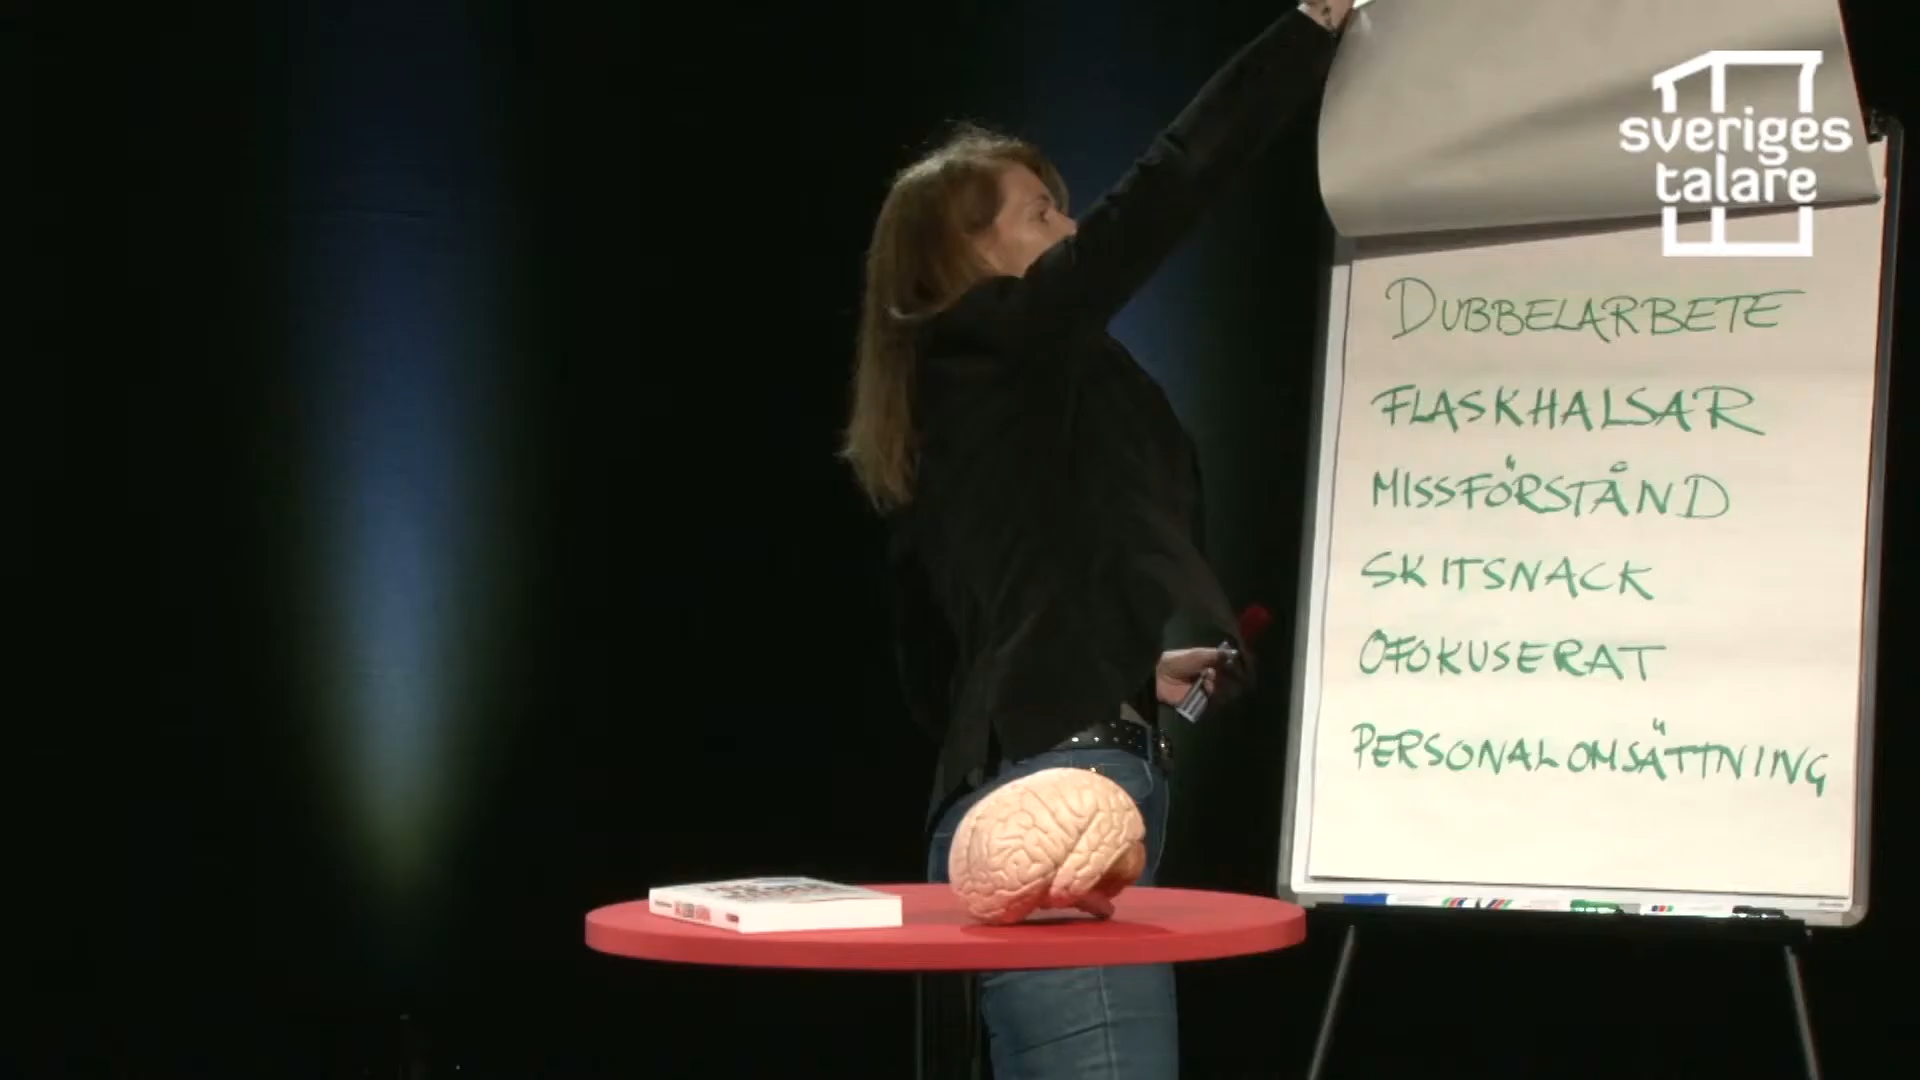 sveriges
talare
DUBBELARBETE
FLASKHALSAR
MISSFÖRSTÅND
SKITSNACK
OFOKUSERAT
PERSONALOMSÄTTNING